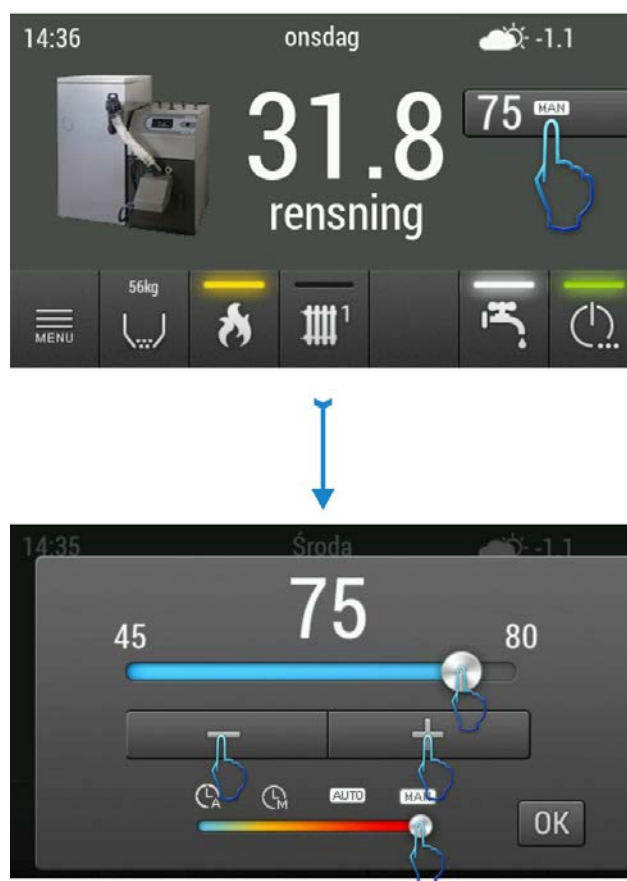 14:36 onsdag -1.1
31.8 75 MAN
rensning
56kg
1
MENU
14:35 Środa -1.1
75
45 80
A M AUTO MAN
OK